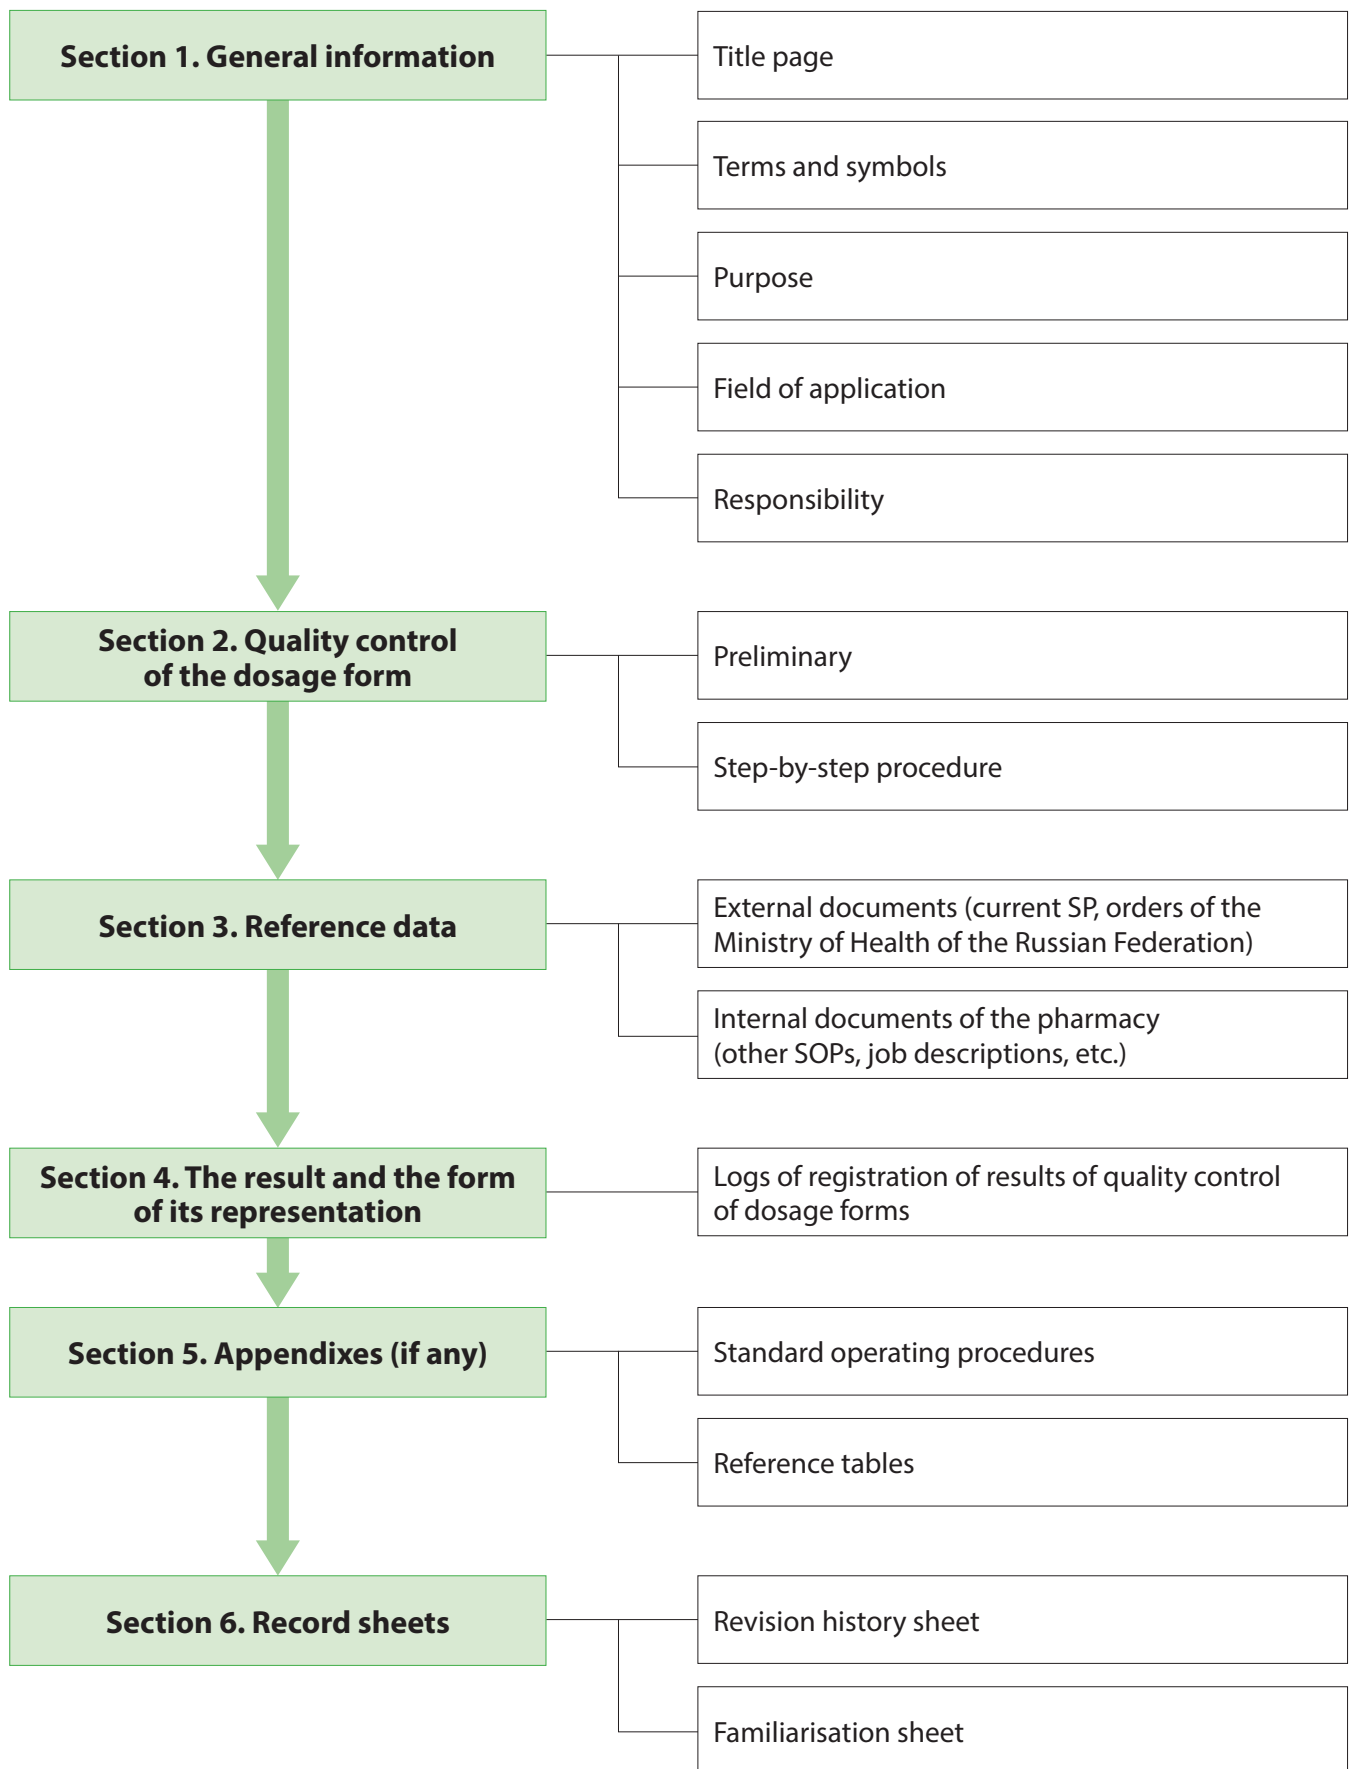 Section 1. General information
Title page
Terms and symbols
Purpose
Field of application
Responsibility
Section 2. Quality control
of the dosage form
Preliminary
Step-by-step procedure
Section 3. Reference data
External documents (current SP, orders of the
Ministry of Health of the Russian Federation)
Internal documents of the pharmacy
(other SOPs, job descriptions, etc.)
Section 4. The result and the form
of its representation
Logs of registration of results of quality control
of dosage forms
Section 5. Appendixes (if any)
Standard operating procedures
Reference tables
Section 6. Record sheets
Revision history sheet
Familiarisation sheet